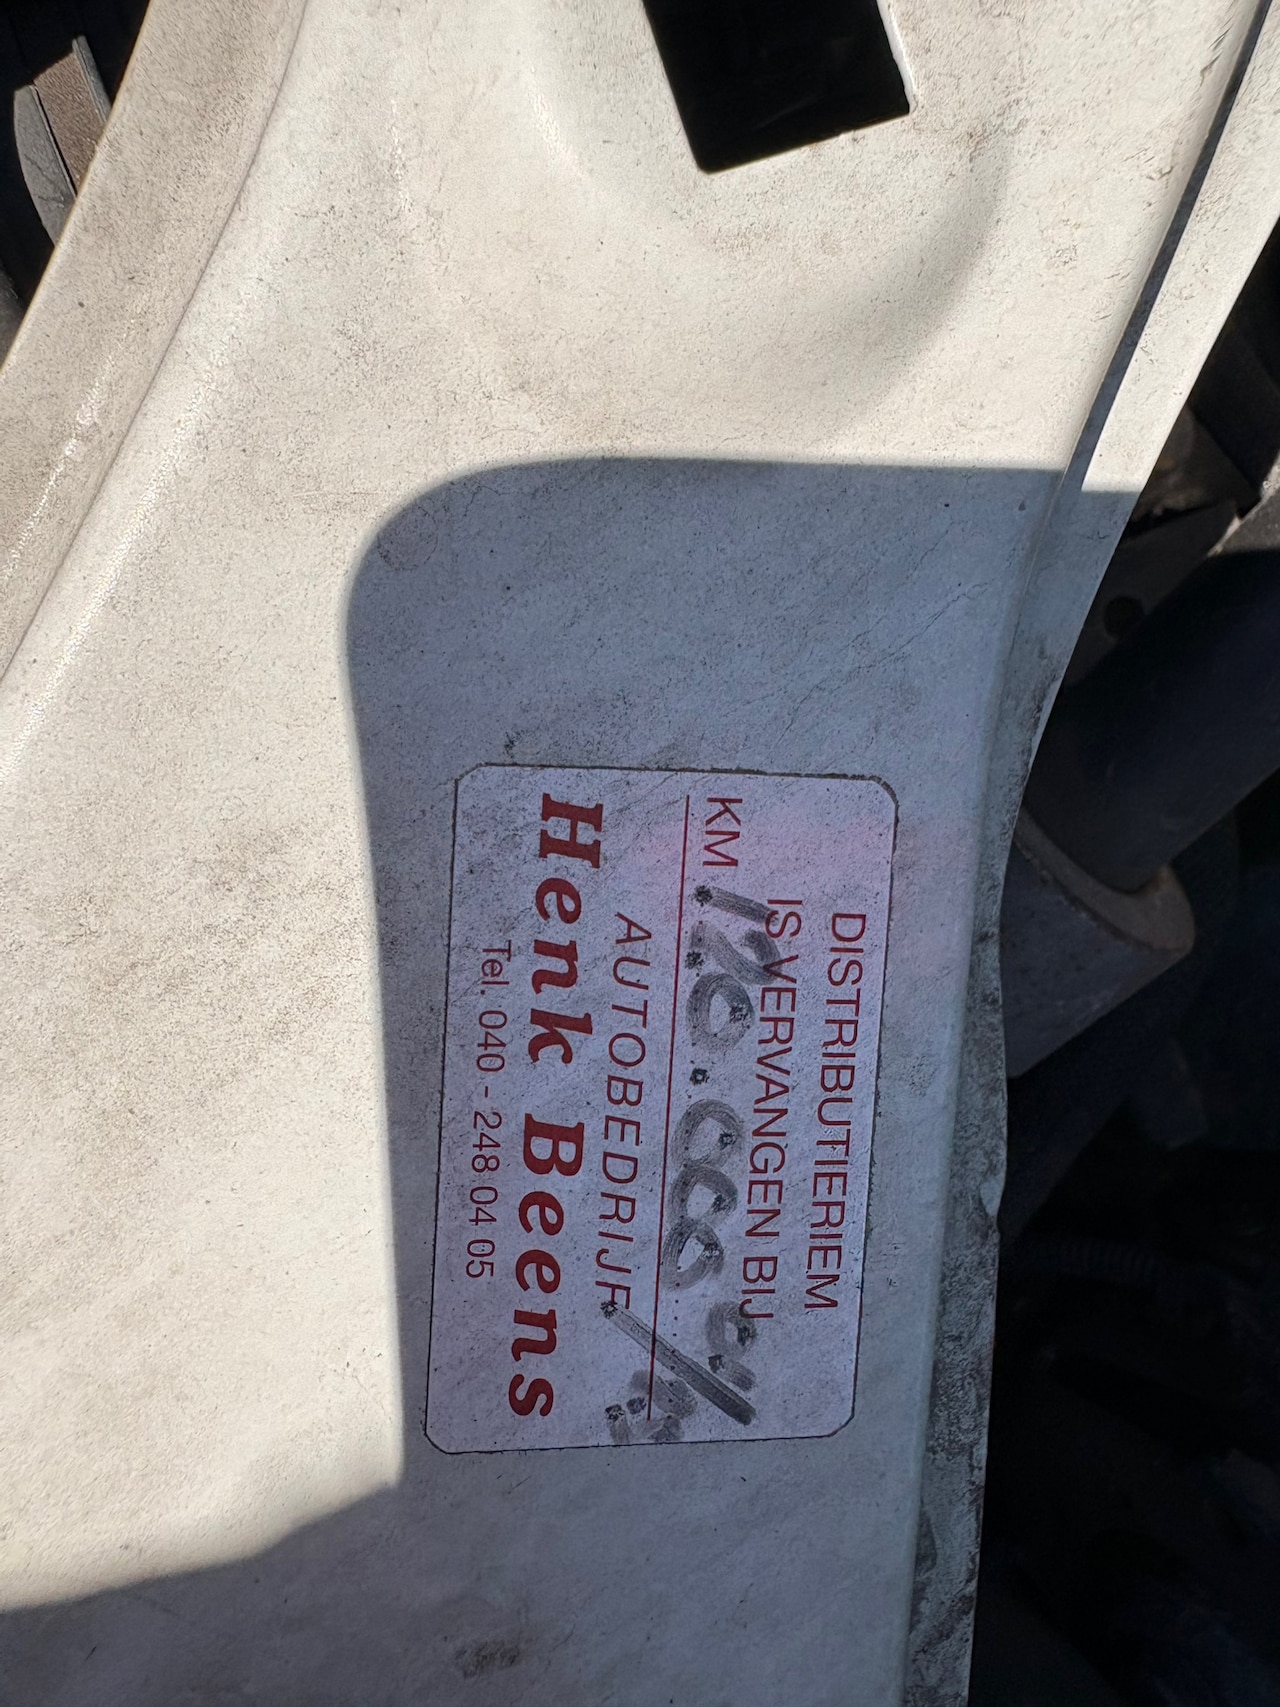 DISTRIBUTIERIEM
IS VERVANGEN BIJ
KM 120.000
AUTOBEDRIJF
Henk Beens
Tel. 040 - 248 04 05